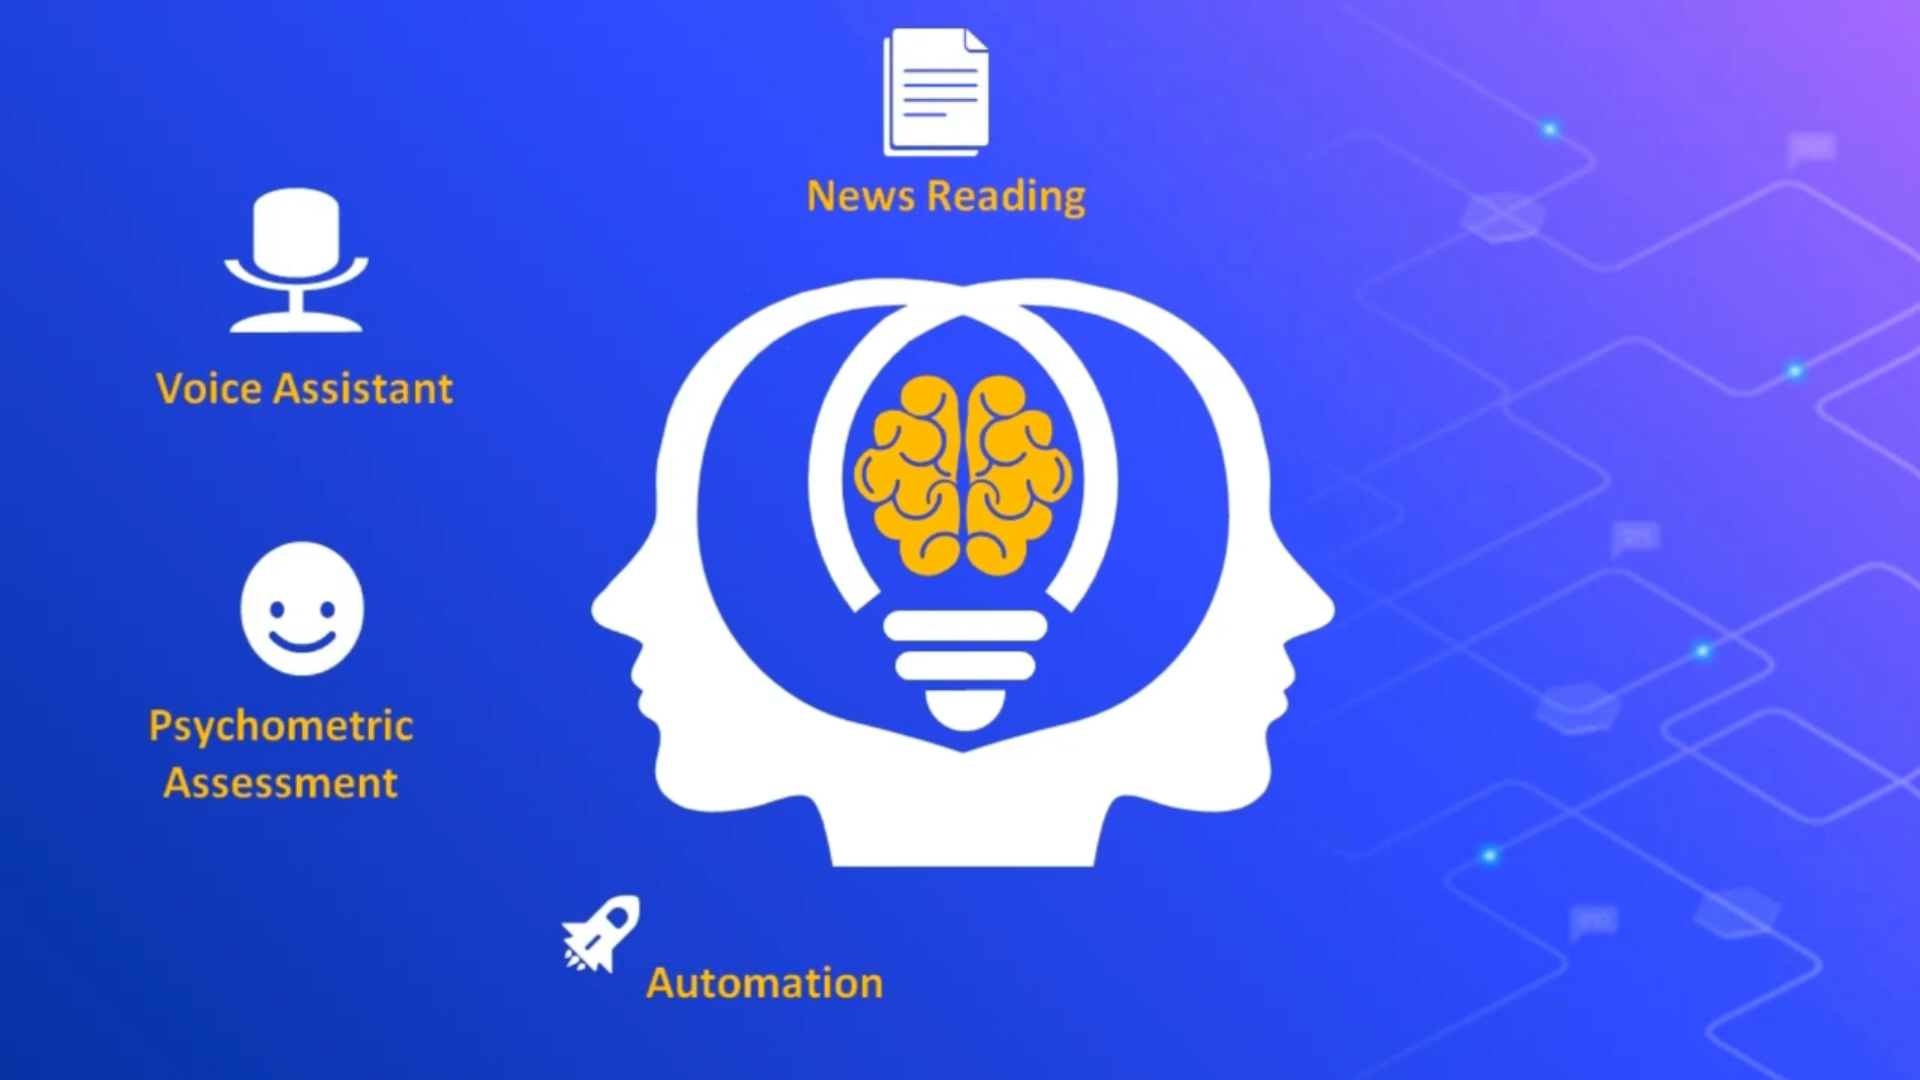 News Reading
Voice Assistant
Psychometric
Assessment
Automation